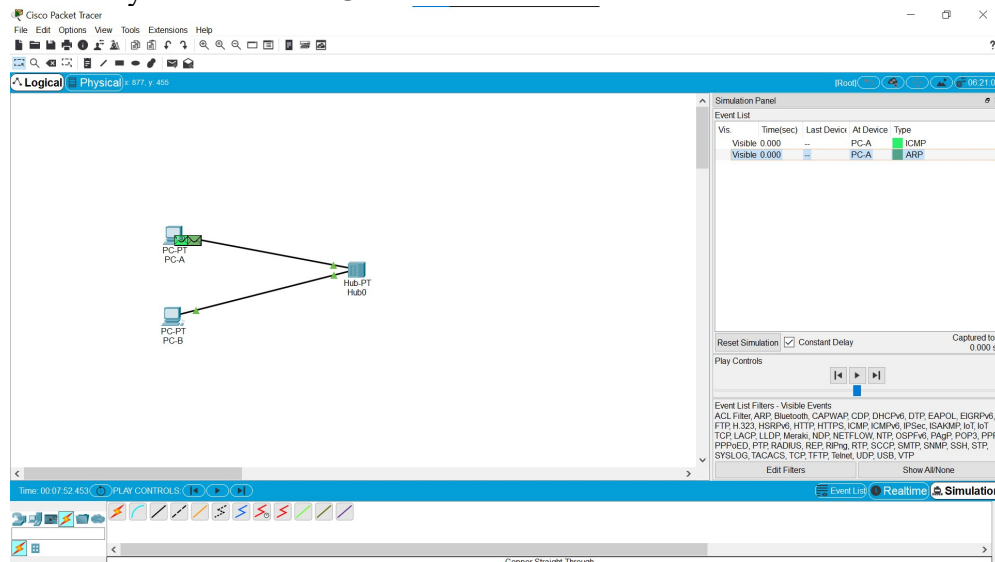 Cisco Packet Tracer
File Edit Options View Tools Extensions Help
?
Logical Physical x: 877, y: 455
[Root] 06:21:0
Simulation Panel
Event List
Vis. Time(sec) Last Device At Device Type
Visible 0.000 -- PC-A ICMP
Visible 0.000 -- PC-A ARP
PC-PT
PC-A
Hub-PT
Hub0
PC-PT
PC-B
Reset Simulation Constant Delay
Captured to
0.000 s
Play Controls
Event List Filters - Visible Events
ACL Filter, ARP, Bluetooth, CAPWAP, CDP, DHCPv6, DTP, EAPOL, EIGRPv6,
FTP, H.323, HSRPv6, HTTP, HTTPS, ICMP, ICMPv6, IPSec, ISAKMP, IoT, IoT
TCP, LACP, LLDP, Meraki, NDP, NETFLOW, NTP, OSPFv6, PAgP, POP3, PPP
PPPoED, PTP, RADIUS, REP, RIPng, RTP, SCCP, SMTP, SNMP, SSH, STP,
SYSLOG, TACACS, TCP, TFTP, Telnet, UDP, USB, VTP
Edit Filters Show All/None
Time: 00:07:52.453 PLAY CONTROLS:
Event List Realtime Simulation
Copper Straight-Through